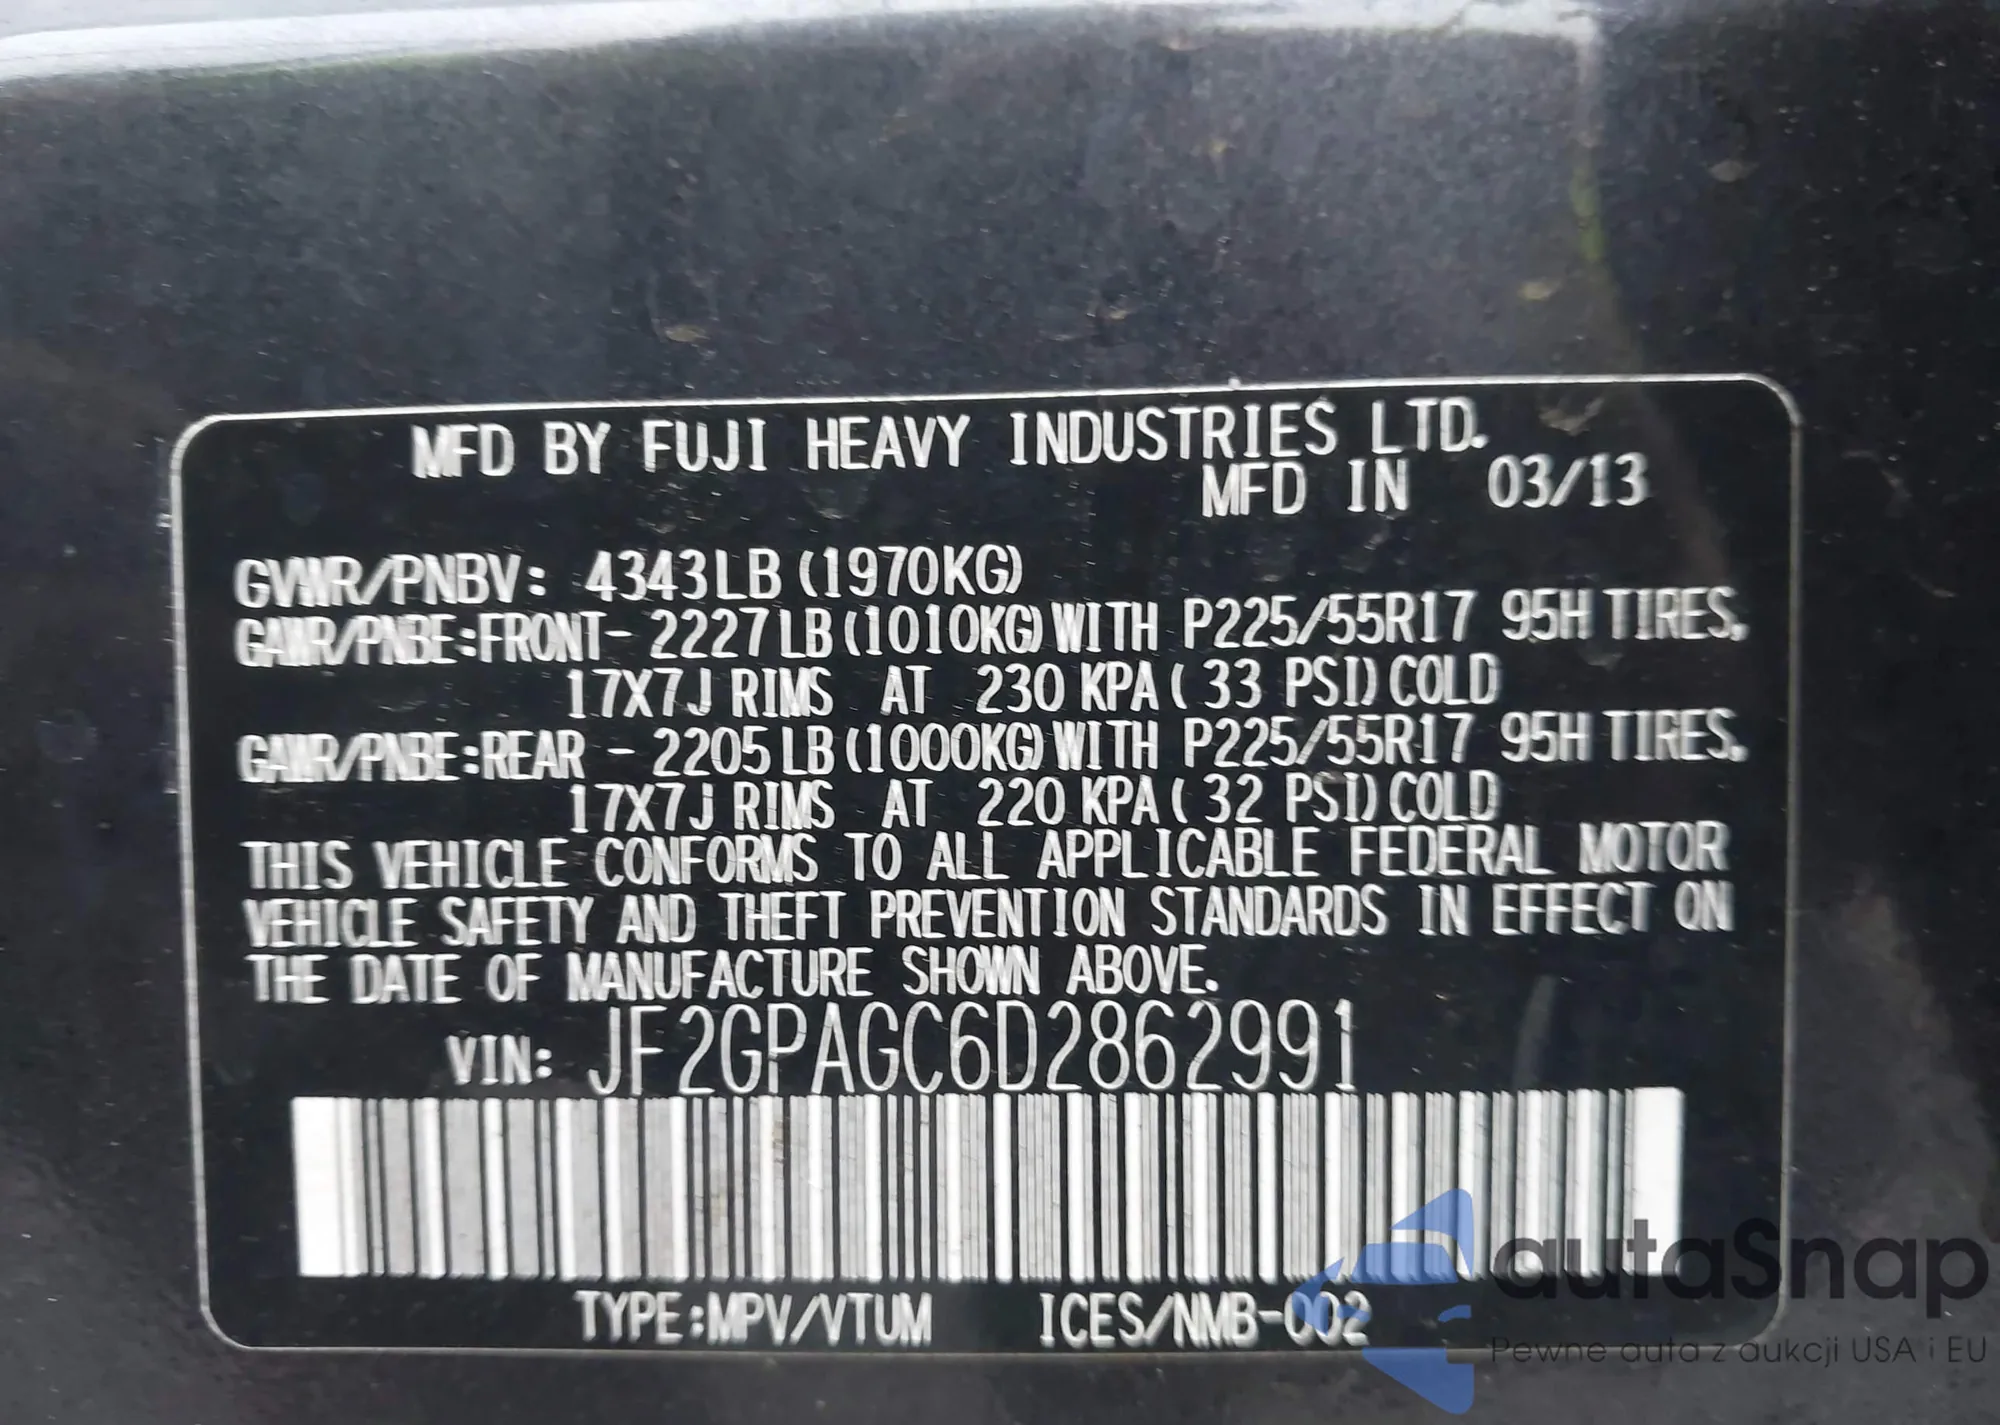 MFD BY FUJI HEAVY INDUSTRIES LTD.
MFD IN 03/13
GVWR/PNBV: 4343LB (1970KG)
GAWR/PNBE:FRONT- 2227LB (1010KG) WITH P225/55R17 95H TIRES,
17X7J RIMS AT 230 KPA ( 33 PSI) COLD
GAWR/PNBE:REAR - 2205LB (1000KG) WITH P225/55R17 95H TIRES,
17X7J RIMS AT 220 KPA ( 32 PSI) COLD
THIS VEHICLE CONFORMS TO ALL APPLICABLE FEDERAL MOTOR
VEHICLE SAFETY AND THEFT PREVENTION STANDARDS IN EFFECT ON
THE DATE OF MANUFACTURE SHOWN ABOVE.
VIN: JF2GPAGC6D2862991
TYPE:MPV/VTUM ICES/NMB-002
autaSnap
Pewne auta z aukcji USA i EU